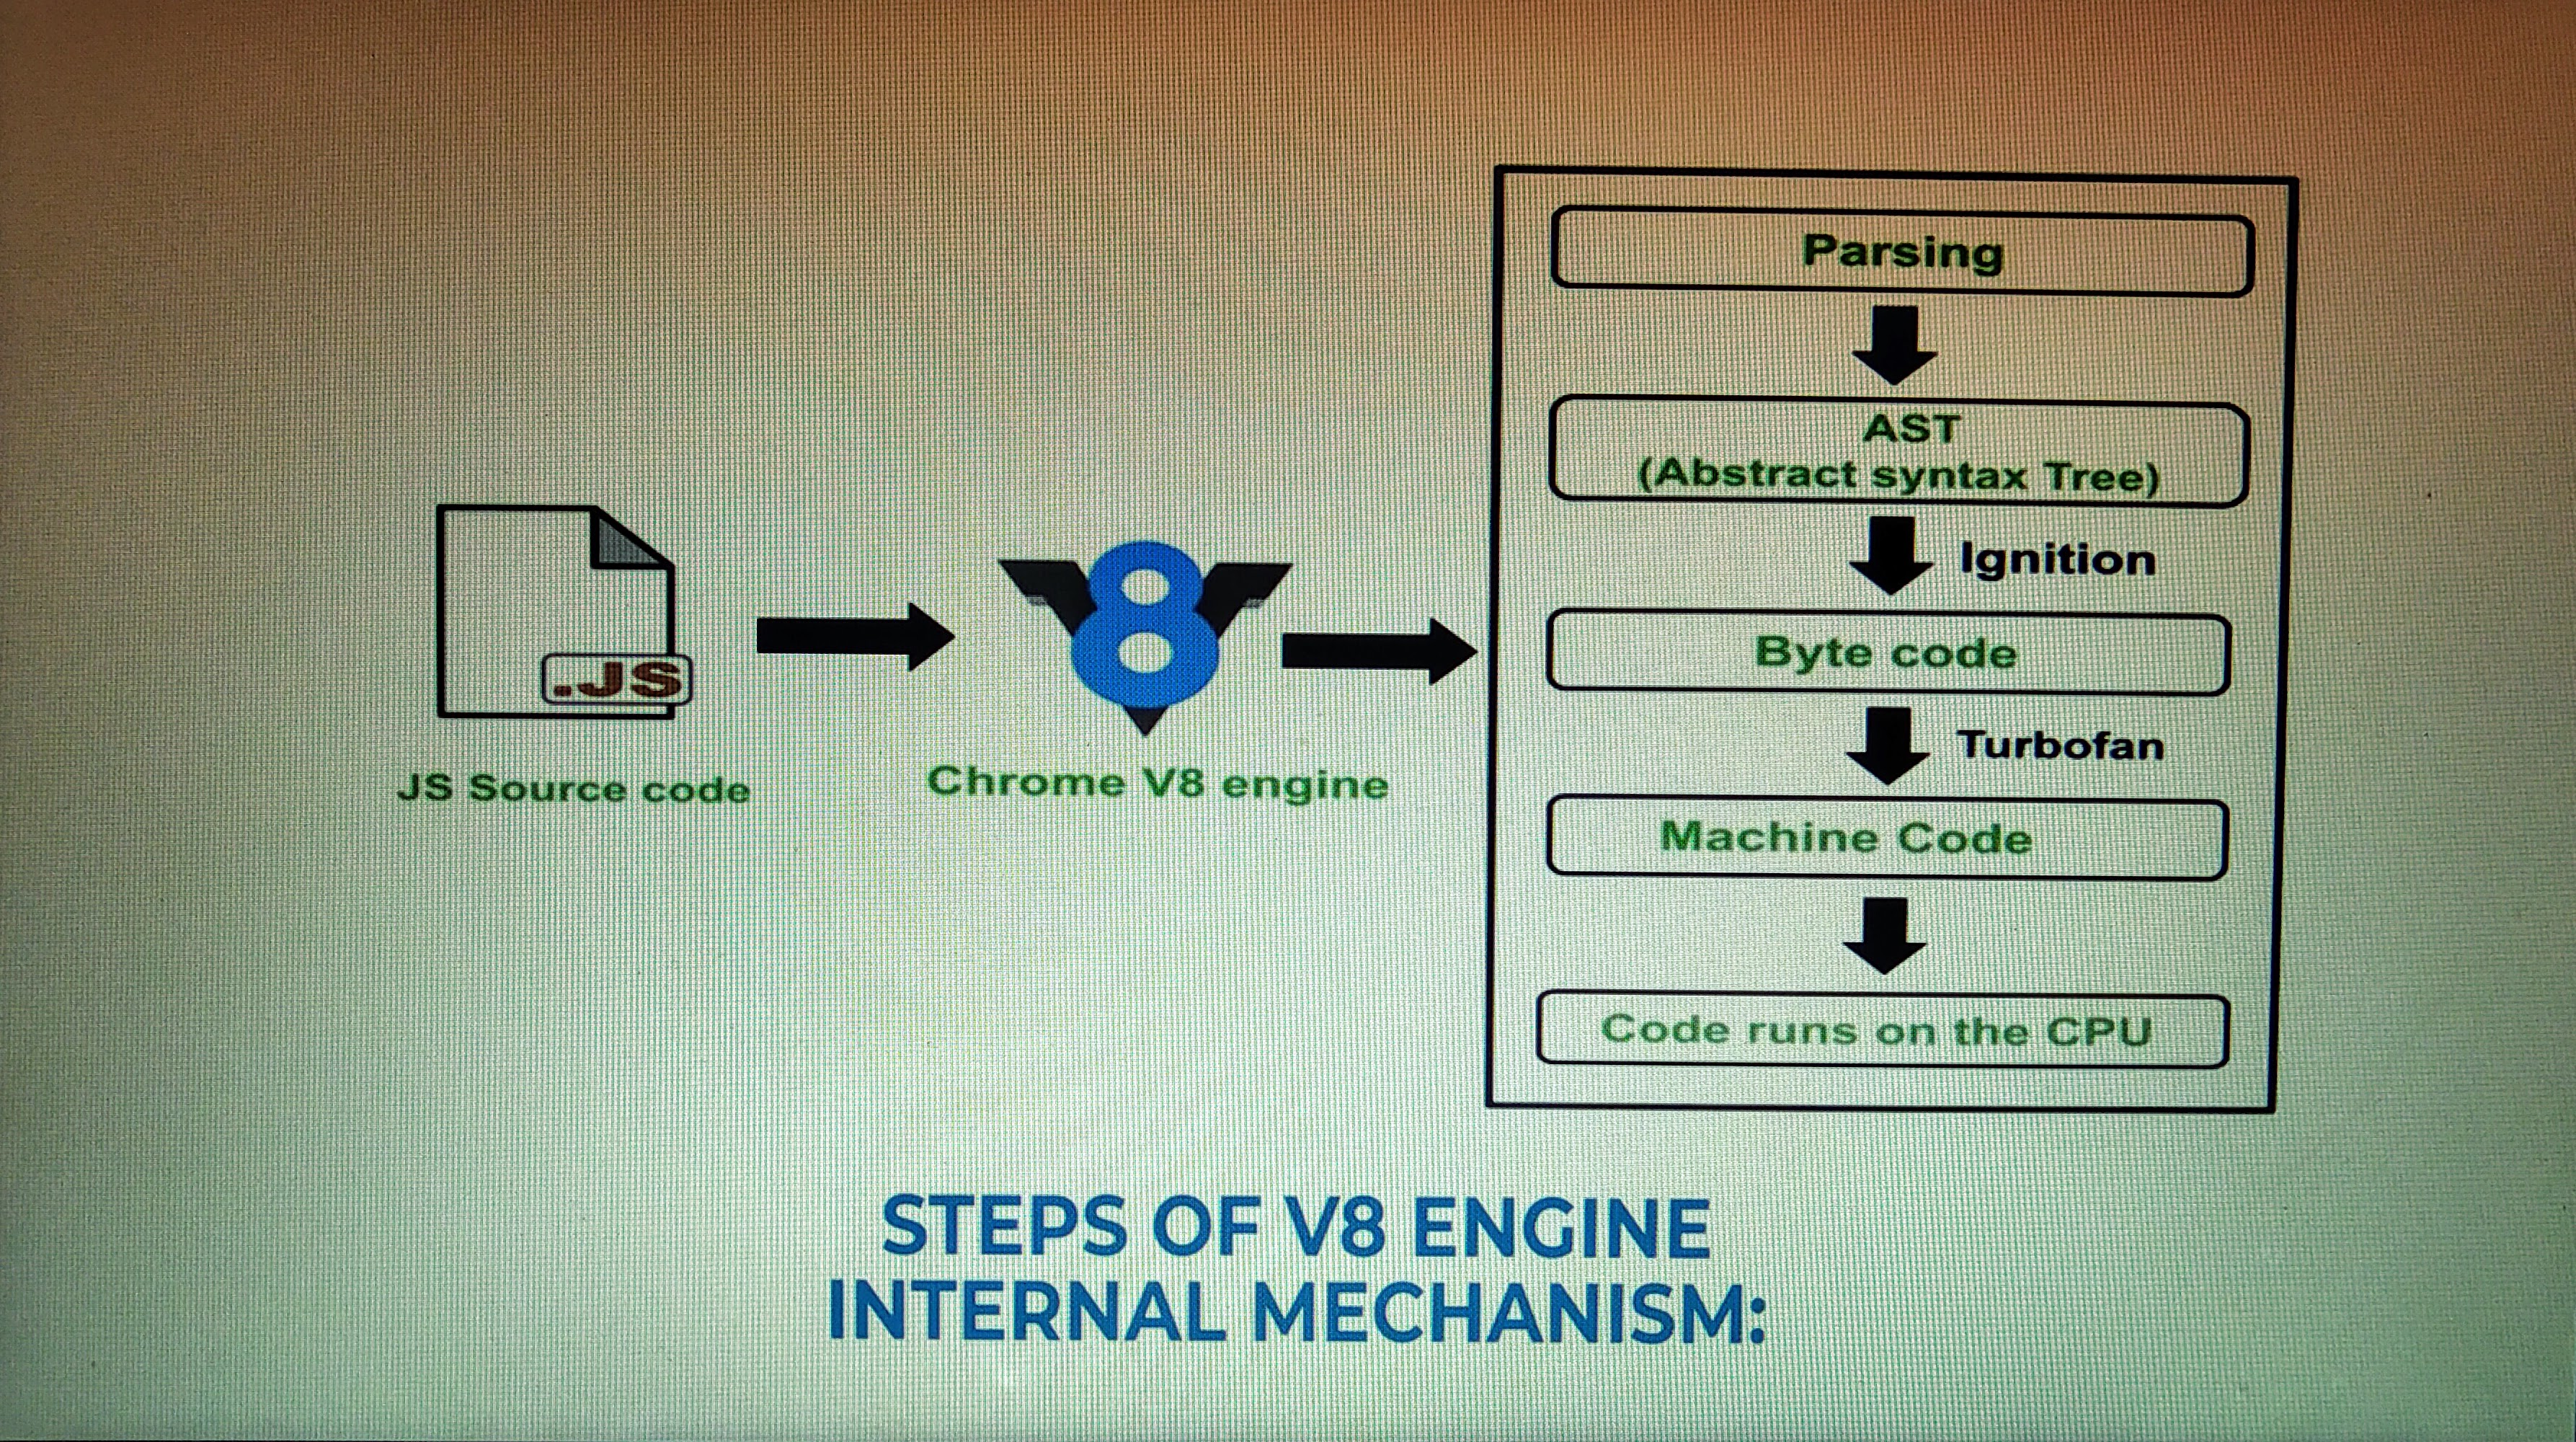 .JS
JS Source code
V8
Chrome V8 engine
Parsing
AST
(Abstract syntax Tree)
Ignition
Byte code
Turbofan
Machine Code
Code runs on the CPU
STEPS OF V8 ENGINE
INTERNAL MECHANISM: